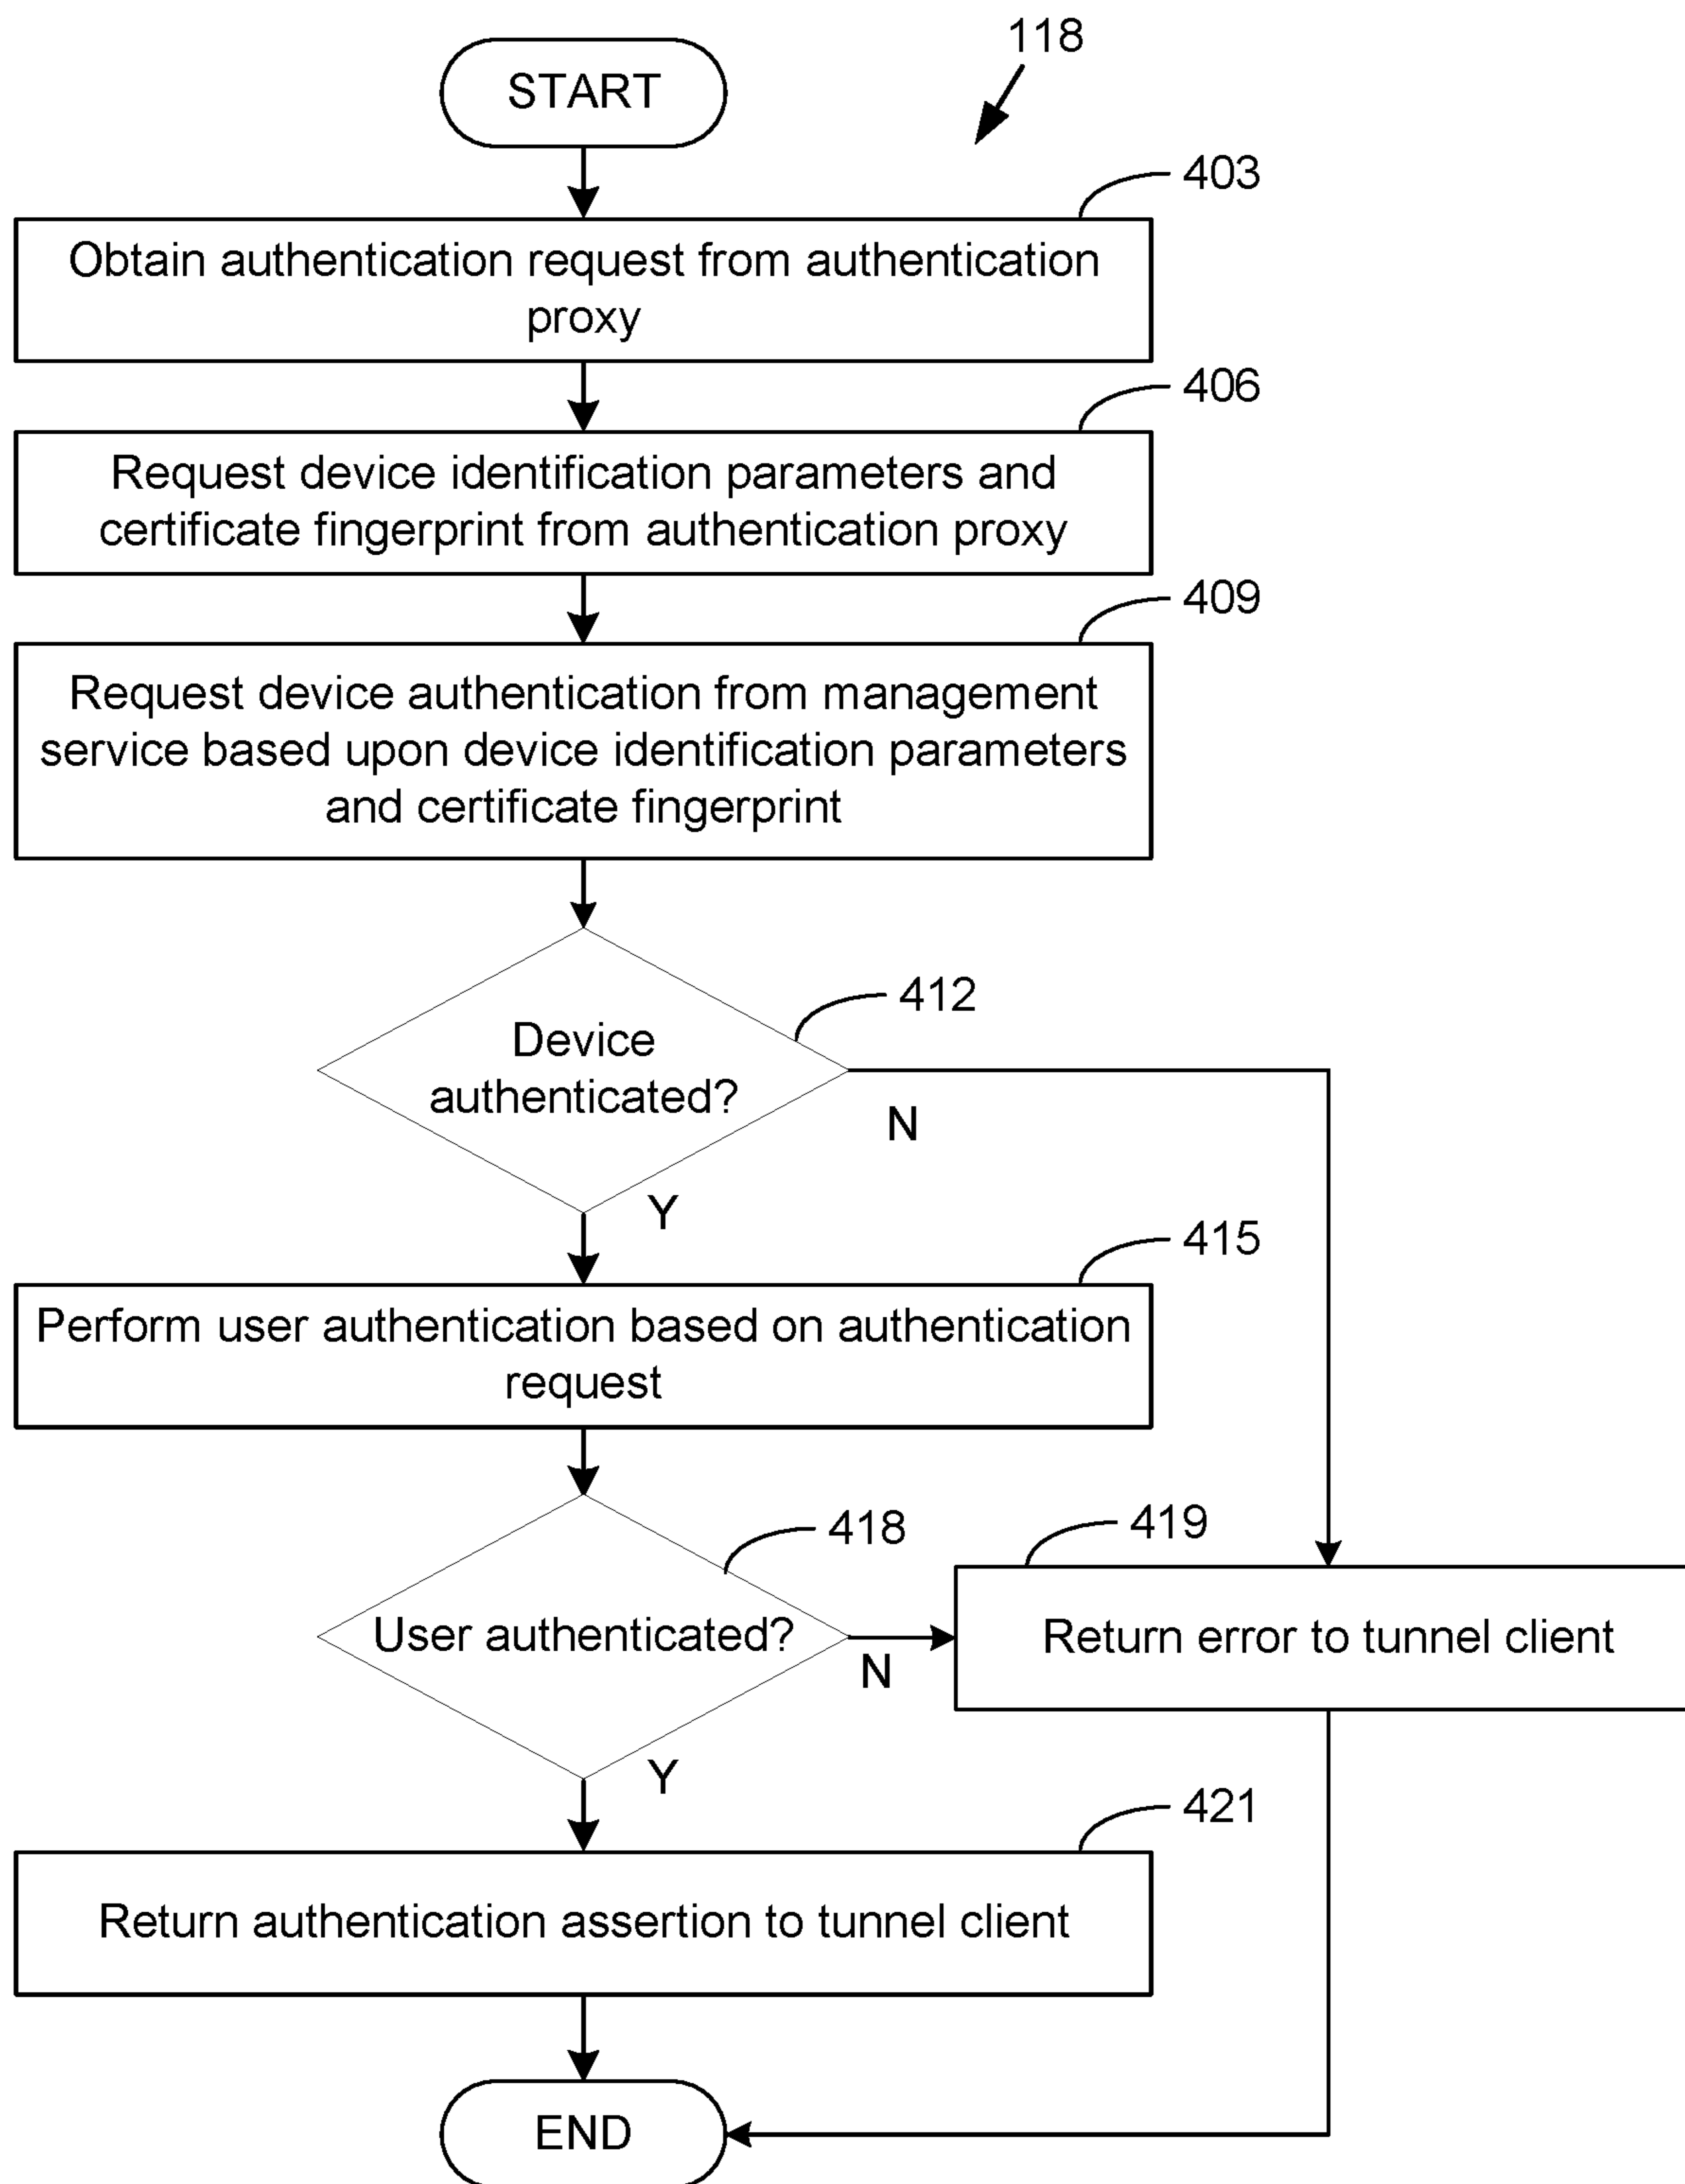 118
START
403
Obtain authentication request from authentication
proxy
406
Request device identification parameters and
certificate fingerprint from authentication proxy
409
Request device authentication from management
service based upon device identification parameters
and certificate fingerprint
412
Device
authenticated?
N
Y
415
Perform user authentication based on authentication
request
418
419
User authenticated?
Return error to tunnel client
N
Y
421
Return authentication assertion to tunnel client
END